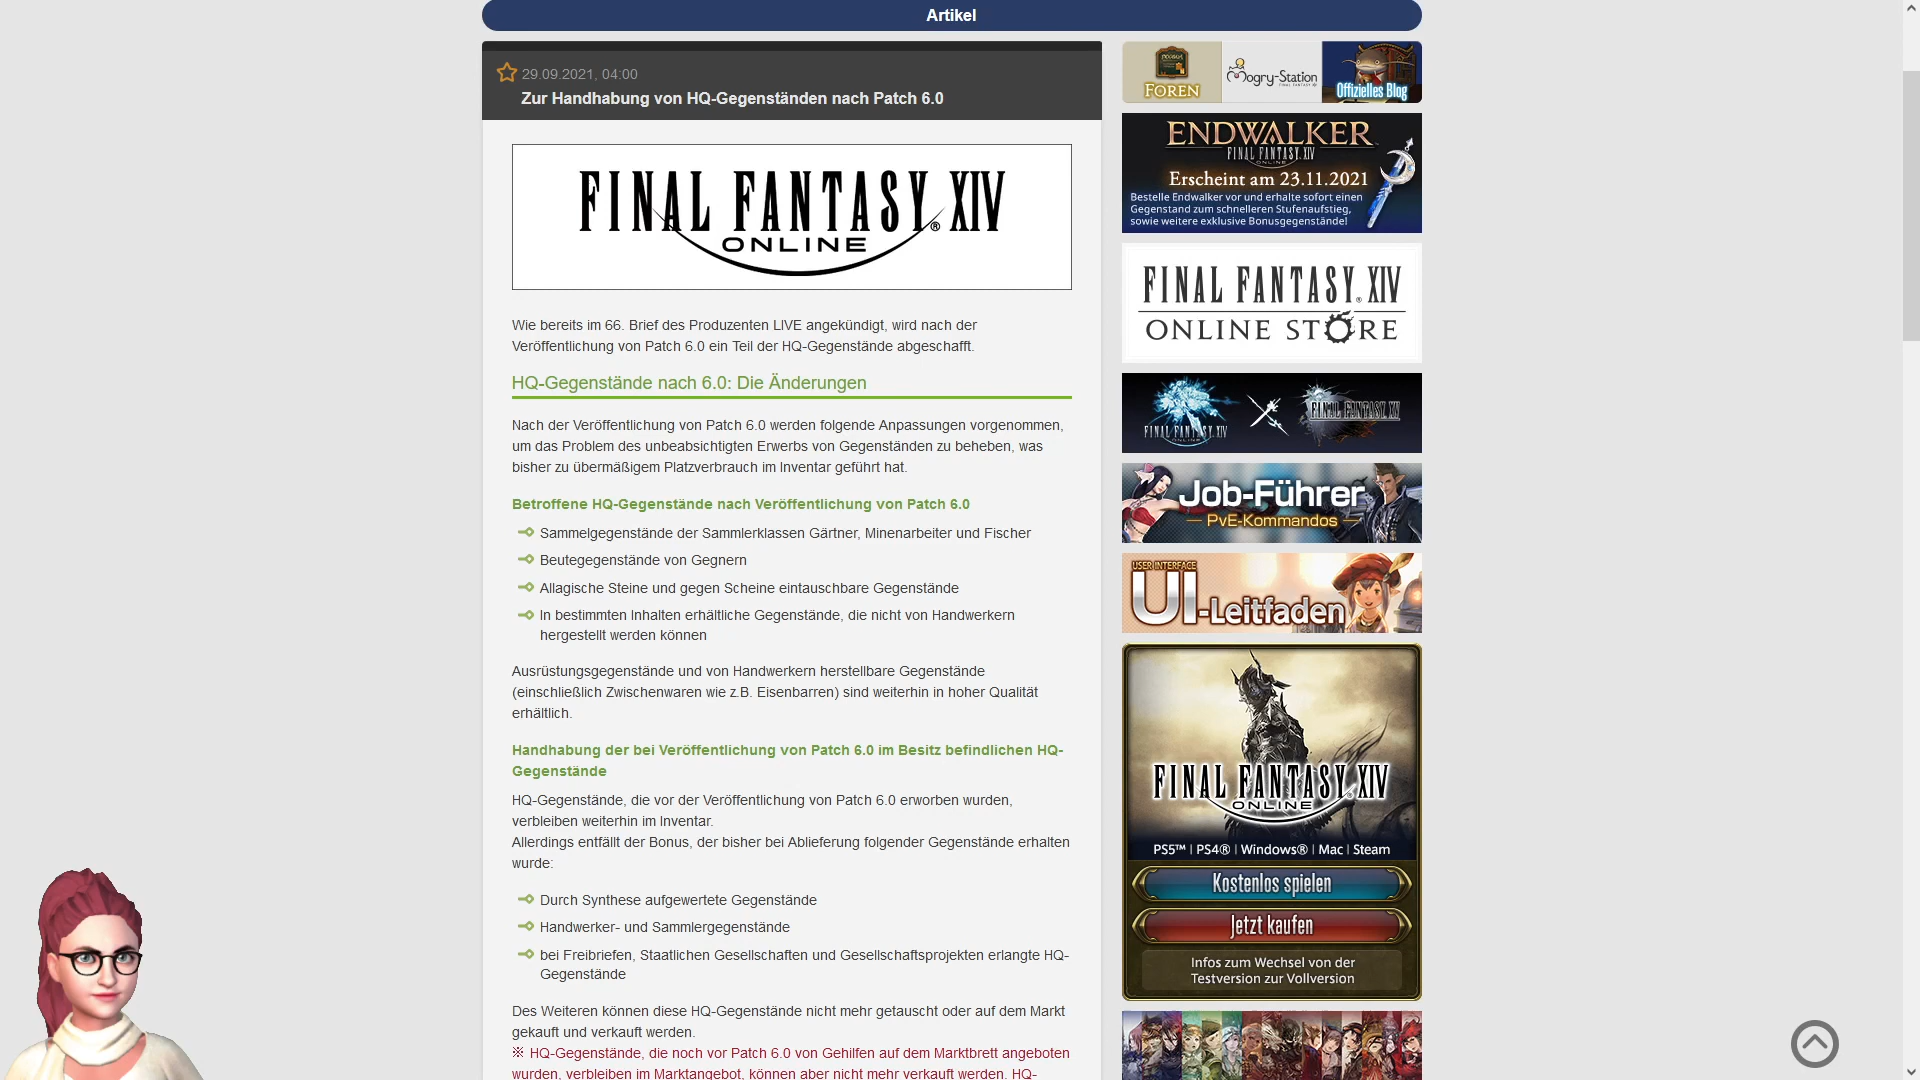 Artikel
29.09.2021, 04:00
Zur Handhabung von HQ-Gegenständen nach Patch 6.0
FINAL FANTASY® XIV
ONLINE
Wie bereits im 66. Brief des Produzenten LIVE angekündigt, wird nach der
Veröffentlichung von Patch 6.0 ein Teil der HQ-Gegenstände abgeschafft.
HQ-Gegenstände nach 6.0: Die Änderungen
Nach der Veröffentlichung von Patch 6.0 werden folgende Anpassungen vorgenommen,
um das Problem des unbeabsichtigten Erwerbs von Gegenständen zu beheben, was
bisher zu übermäßigem Platzverbrauch im Inventar geführt hat.
Betroffene HQ-Gegenstände nach Veröffentlichung von Patch 6.0
Sammelgegenstände der Sammlerklassen Gärtner, Minenarbeiter und Fischer
Beutegegenstände von Gegnern
Allagische Steine und gegen Scheine eintauschbare Gegenstände
In bestimmten Inhalten erhältliche Gegenstände, die nicht von Handwerkern
hergestellt werden können
Ausrüstungsgegenstände und von Handwerkern herstellbare Gegenstände
(einschließlich Zwischenwaren wie z.B. Eisenbarren) sind weiterhin in hoher Qualität
erhältlich.
Handhabung der bei Veröffentlichung von Patch 6.0 im Besitz befindlichen HQ-
Gegenstände
HQ-Gegenstände, die vor der Veröffentlichung von Patch 6.0 erworben wurden,
verbleiben weiterhin im Inventar.
Allerdings entfällt der Bonus, der bisher bei Ablieferung folgender Gegenstände erhalten
wurde:
Durch Synthese aufgewertete Gegenstände
Handwerker- und Sammlergegenstände
bei Freibriefen, Staatlichen Gesellschaften und Gesellschaftsprojekten erlangte HQ-
Gegenstände
Des Weiteren können diese HQ-Gegenstände nicht mehr getauscht oder auf dem Markt
gekauft und verkauft werden.
※ HQ-Gegenstände, die noch vor Patch 6.0 von Gehilfen auf dem Marktbrett angeboten
wurden, verbleiben im Marktangebot, können aber nicht mehr verkauft werden. HQ-
FOREN
Mogry-Station
Offizielles Blog
ENDWALKER
FINAL FANTASY XIV
ONLINE
Erscheint am 23.11.2021
Bestelle Endwalker vor und erhalte sofort einen
Gegenstand zum schnelleren Stufenaufstieg,
sowie weitere exklusive Bonusgegenstände!
FINAL FANTASY® XIV
ONLINE STORE
FINAL FANTASY XIV
ONLINE
FINAL FANTASY XV
Job-Führer
PvE-Kommandos
USER INTERFACE
UI-Leitfaden
FINAL FANTASY XIV
ONLINE
PS5™ | PS4® | Windows® | Mac | Steam
Kostenlos spielen
Jetzt kaufen
Infos zum Wechsel von der
Testversion zur Vollversion